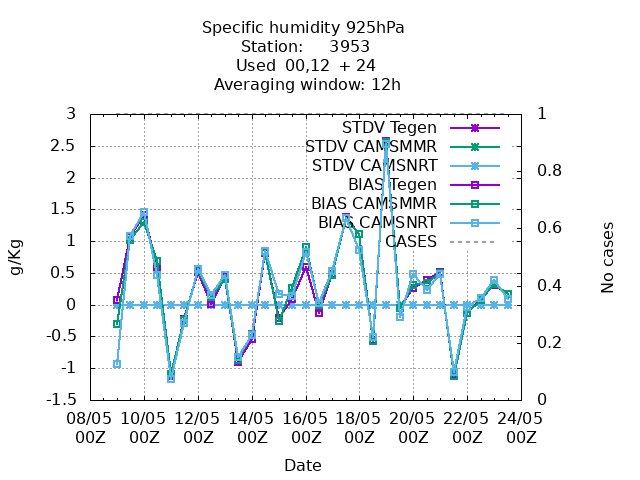 Specific humidity 925hPa
Station: 3953
Used 00,12 + 24
Averaging window: 12h
3
2.5
2
1.5
1
0.5
0
-0.5
-1
-1.5
g/Kg
1
0.8
0.6
0.4
0.2
0
No cases
STDV Tegen
STDV CAMSMMR
STDV CAMSNRT
BIAS Tegen
BIAS CAMSMMR
BIAS CAMSNRT
CASES
08/05 10/05 12/05 14/05 16/05 18/05 20/05 22/05 24/05
00Z 00Z 00Z 00Z 00Z 00Z 00Z 00Z 00Z
Date